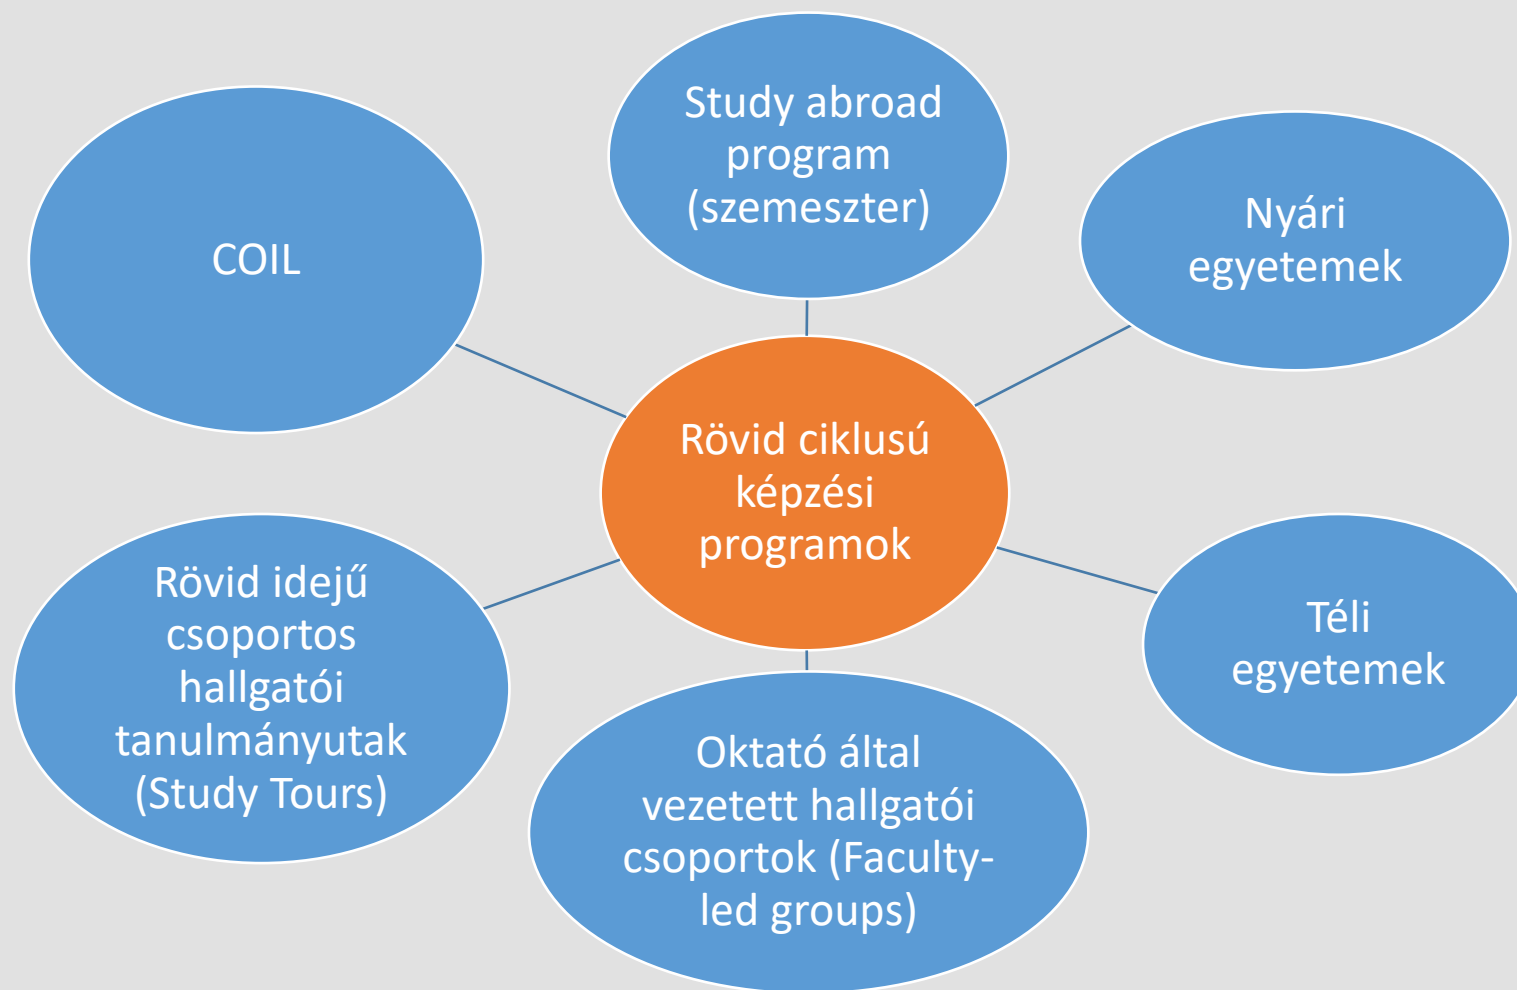 Study abroad
program
(szemeszter)
COIL
Nyári
egyetemek
Rövid ciklusú
képzési
programok
Rövid idejű
csoportos
hallgatói
tanulmányutak
(Study Tours)
Téli
egyetemek
Oktató által
vezetett hallgatói
csoportok (Faculty-
led groups)